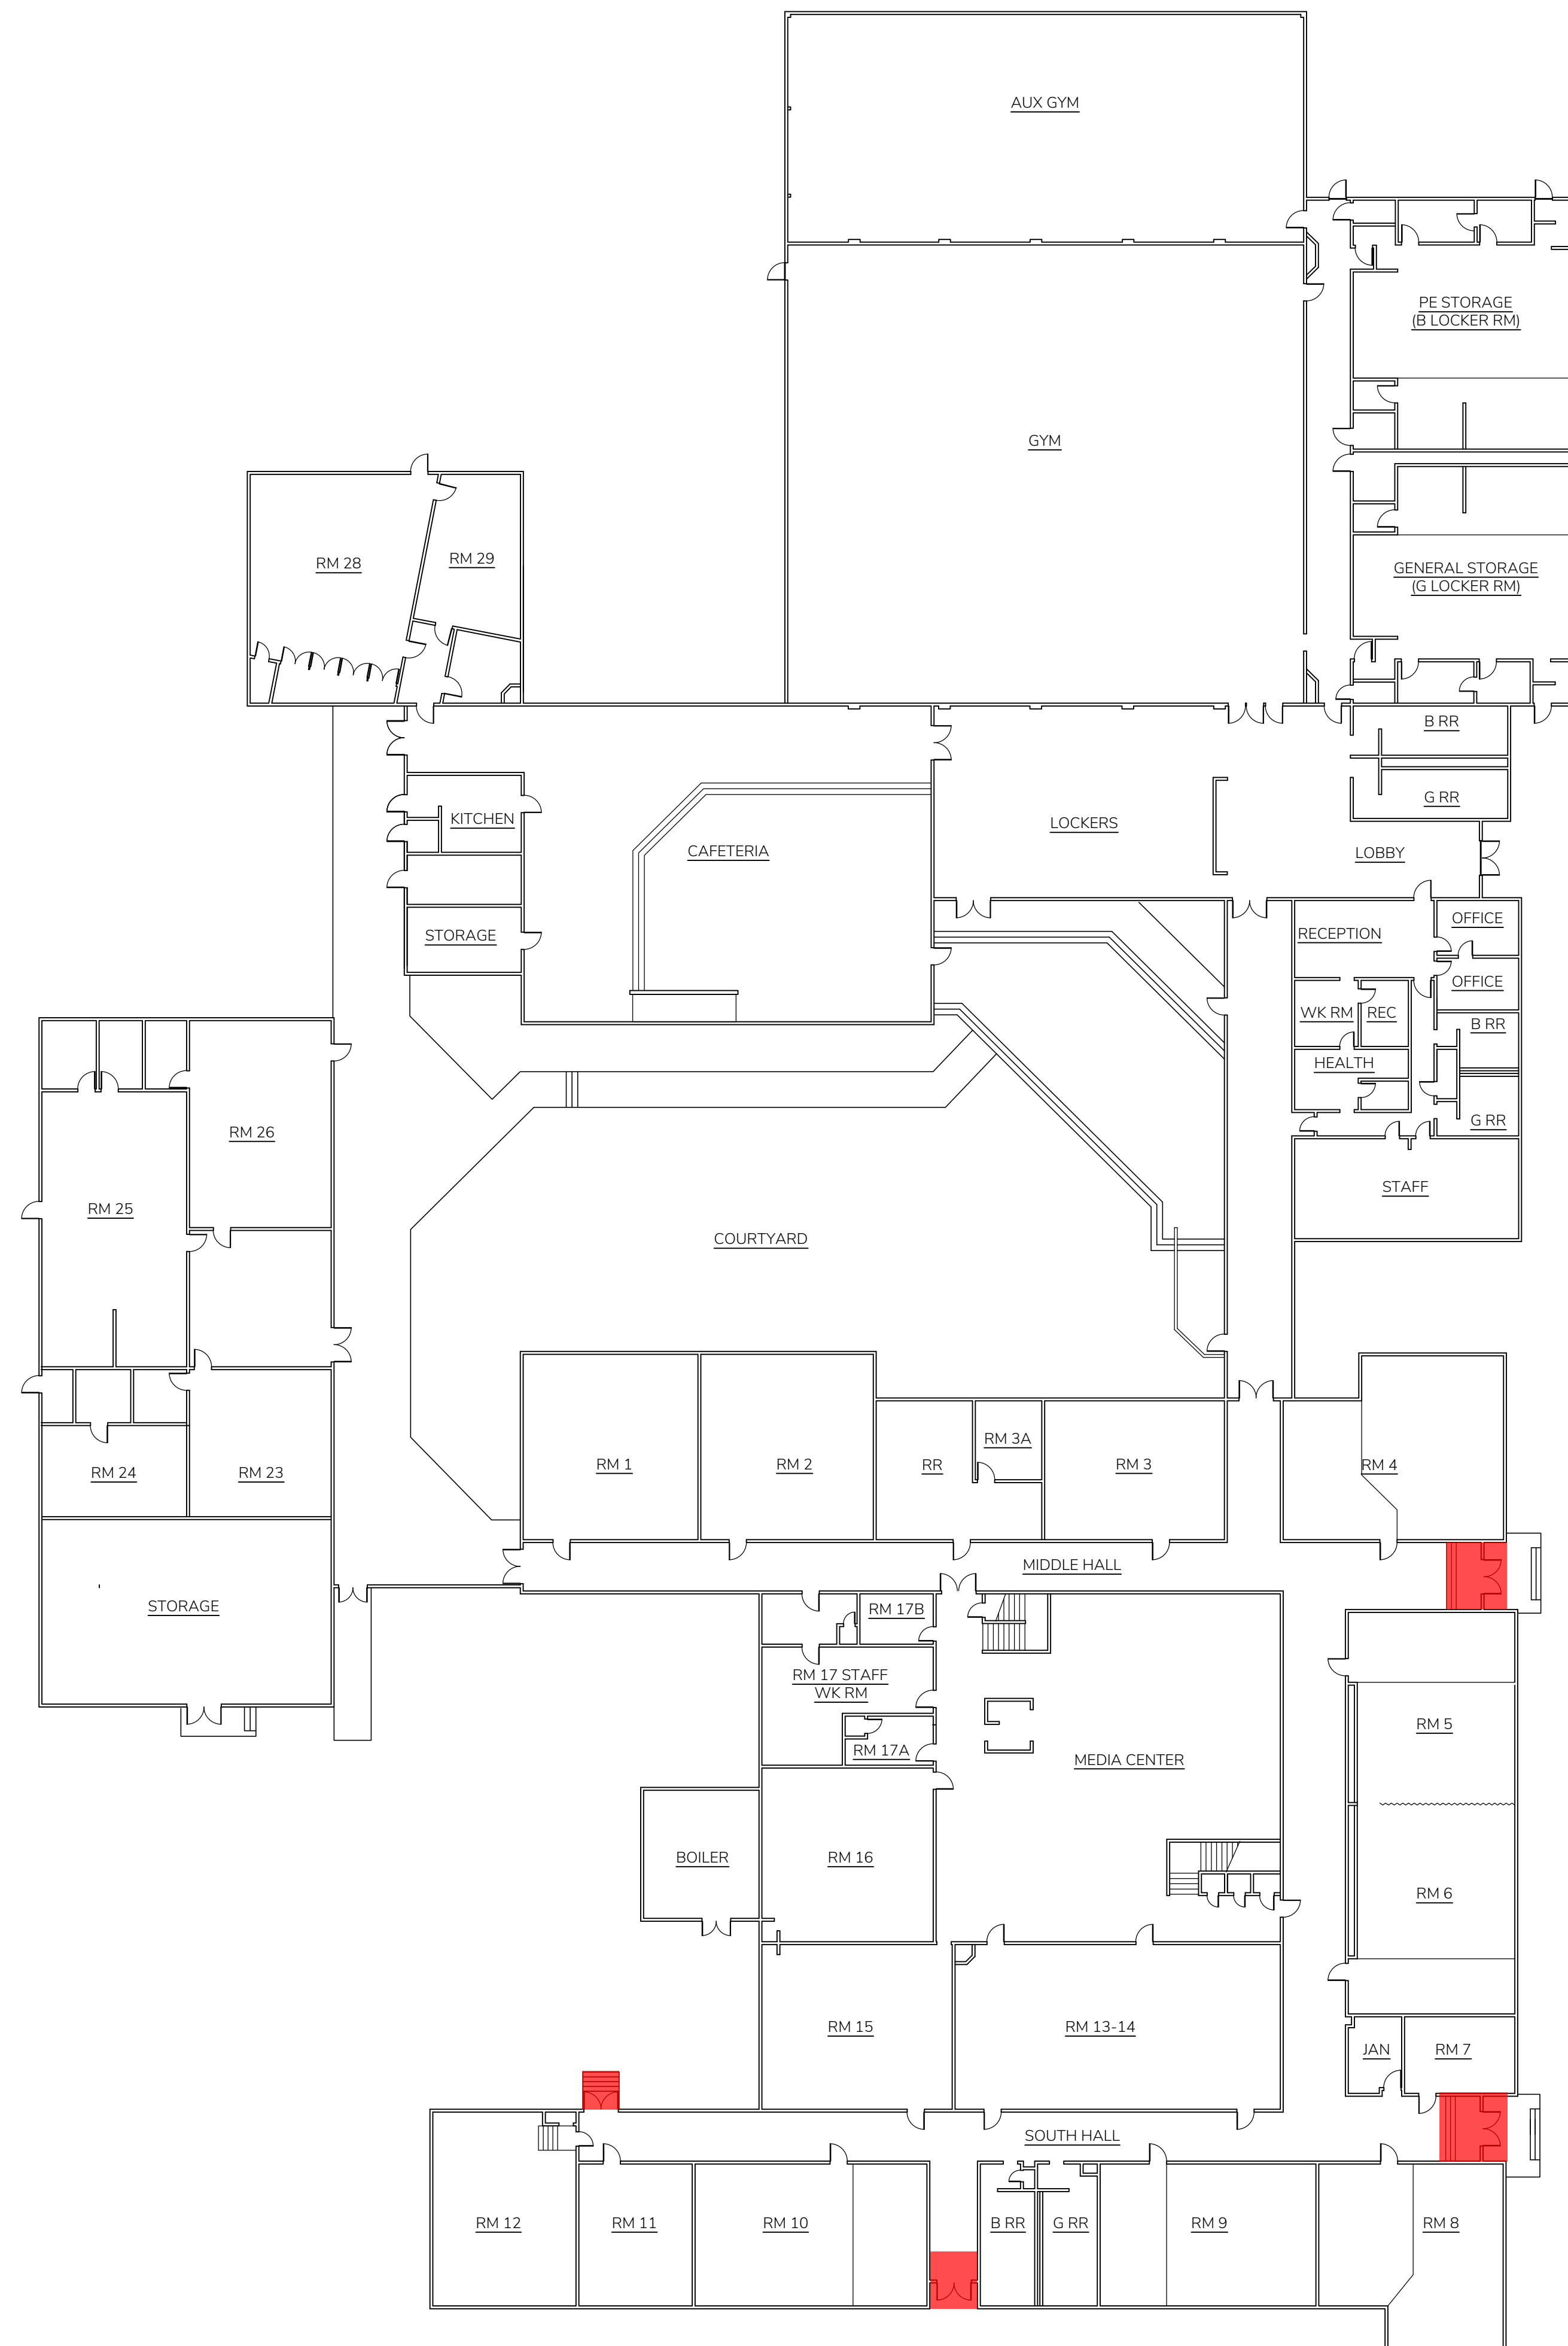 AUX GYM
PE STORAGE
(B LOCKER RM)
GYM
RM 28
RM 29
GENERAL STORAGE
(G LOCKER RM)
B RR
G RR
KITCHEN
CAFETERIA
LOCKERS
LOBBY
STORAGE
RECEPTION
OFFICE
OFFICE
WK RM
REC
B RR
HEALTH
G RR
STAFF
RM 26
RM 25
COURTYARD
RM 24
RM 23
RM 1
RM 2
RR
RM 3A
RM 3
RM 4
MIDDLE HALL
STORAGE
RM 17B
RM 17 STAFF
WK RM
RM 17A
MEDIA CENTER
RM 5
BOILER
RM 16
RM 6
RM 15
RM 13-14
JAN
RM 7
SOUTH HALL
RM 12
RM 11
RM 10
B RR
G RR
RM 9
RM 8